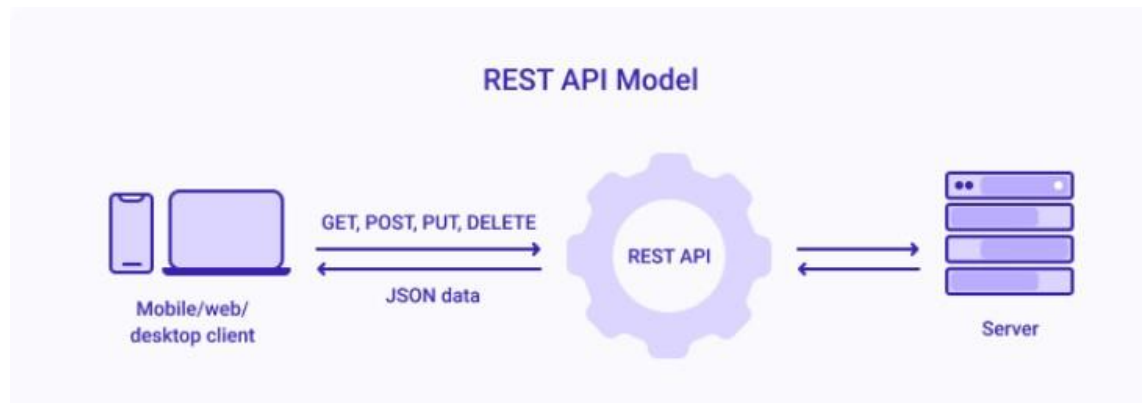 REST API Model
GET, POST, PUT, DELETE
REST API
JSON data
Mobile/web/
desktop client
Server